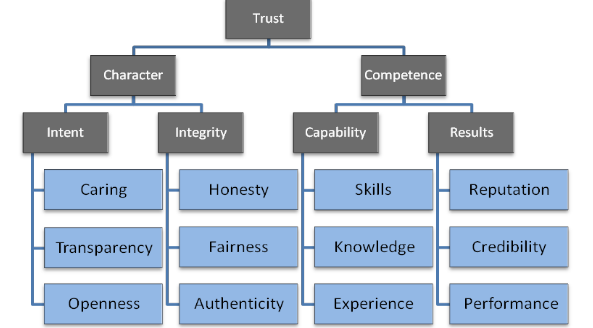 Trust
Character
Competence
Intent
Integrity
Capability
Results
Caring
Honesty
Skills
Reputation
Transparency
Fairness
Knowledge
Credibility
Openness
Authenticity
Experience
Performance